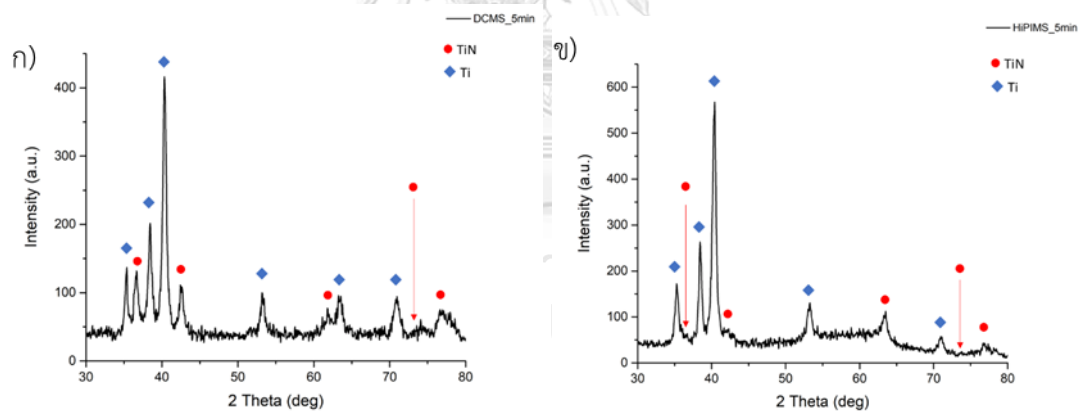 ก)
DCMS_5min
TiN
Ti
Intensity (a.u.)
400
300
200
100
0
30 40 50 60 70 80
2 Theta (deg)
ข)
HiPIMS_5min
TiN
Ti
Intensity (a.u.)
600
500
400
300
200
100
0
30 40 50 60 70 80
2 Theta (deg)